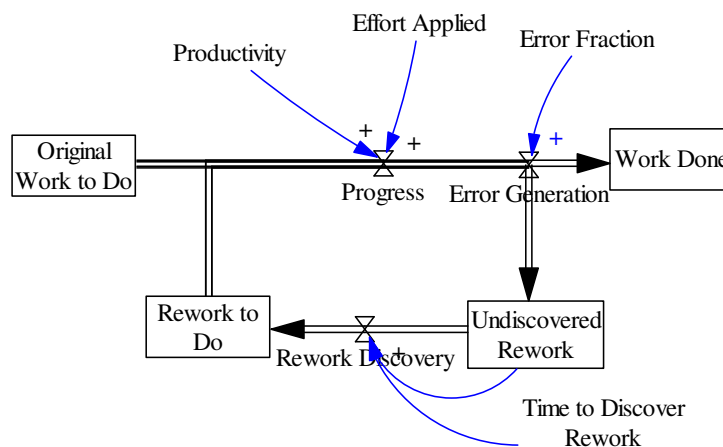 Effort Applied
Productivity
Error Fraction
+
+
+
Original
Work to Do
Work Done
Progress
Error Generation
Rework to
Do
Rework Discovery
+
Undiscovered
Rework
Time to Discover
Rework